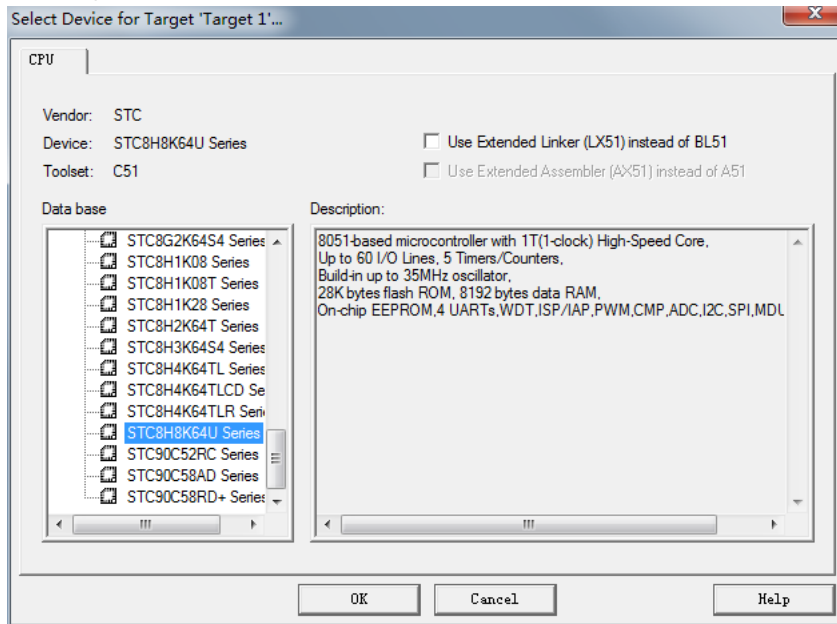 Select Device for Target 'Target 1'...
CPU
Vendor: STC
Device: STC8H8K64U Series
Use Extended Linker (LX51) instead of BL51
Toolset: C51
Use Extended Assembler (AX51) instead of A51
Data base
Description:
STC8G2K64S4 Series
STC8H1K08 Series
STC8H1K08T Series
STC8H1K28 Series
STC8H2K64T Series
STC8H3K64S4 Series
STC8H4K64TL Series
STC8H4K64TLCD Se
STC8H4K64TLR Seri
STC8H8K64U Series
STC90C52RC Series
STC90C58AD Series
STC90C58RD+ Series
8051-based microcontroller with 1T(1-clock) High-Speed Core,
Up to 60 I/O Lines, 5 Timers/Counters,
Build-in up to 35MHz oscillator,
28K bytes flash ROM, 8192 bytes data RAM,
On-chip EEPROM,4 UARTs,WDT,ISP/IAP,PWM,CMP,ADC,I2C,SPI,MDU
OK
Cancel
Help